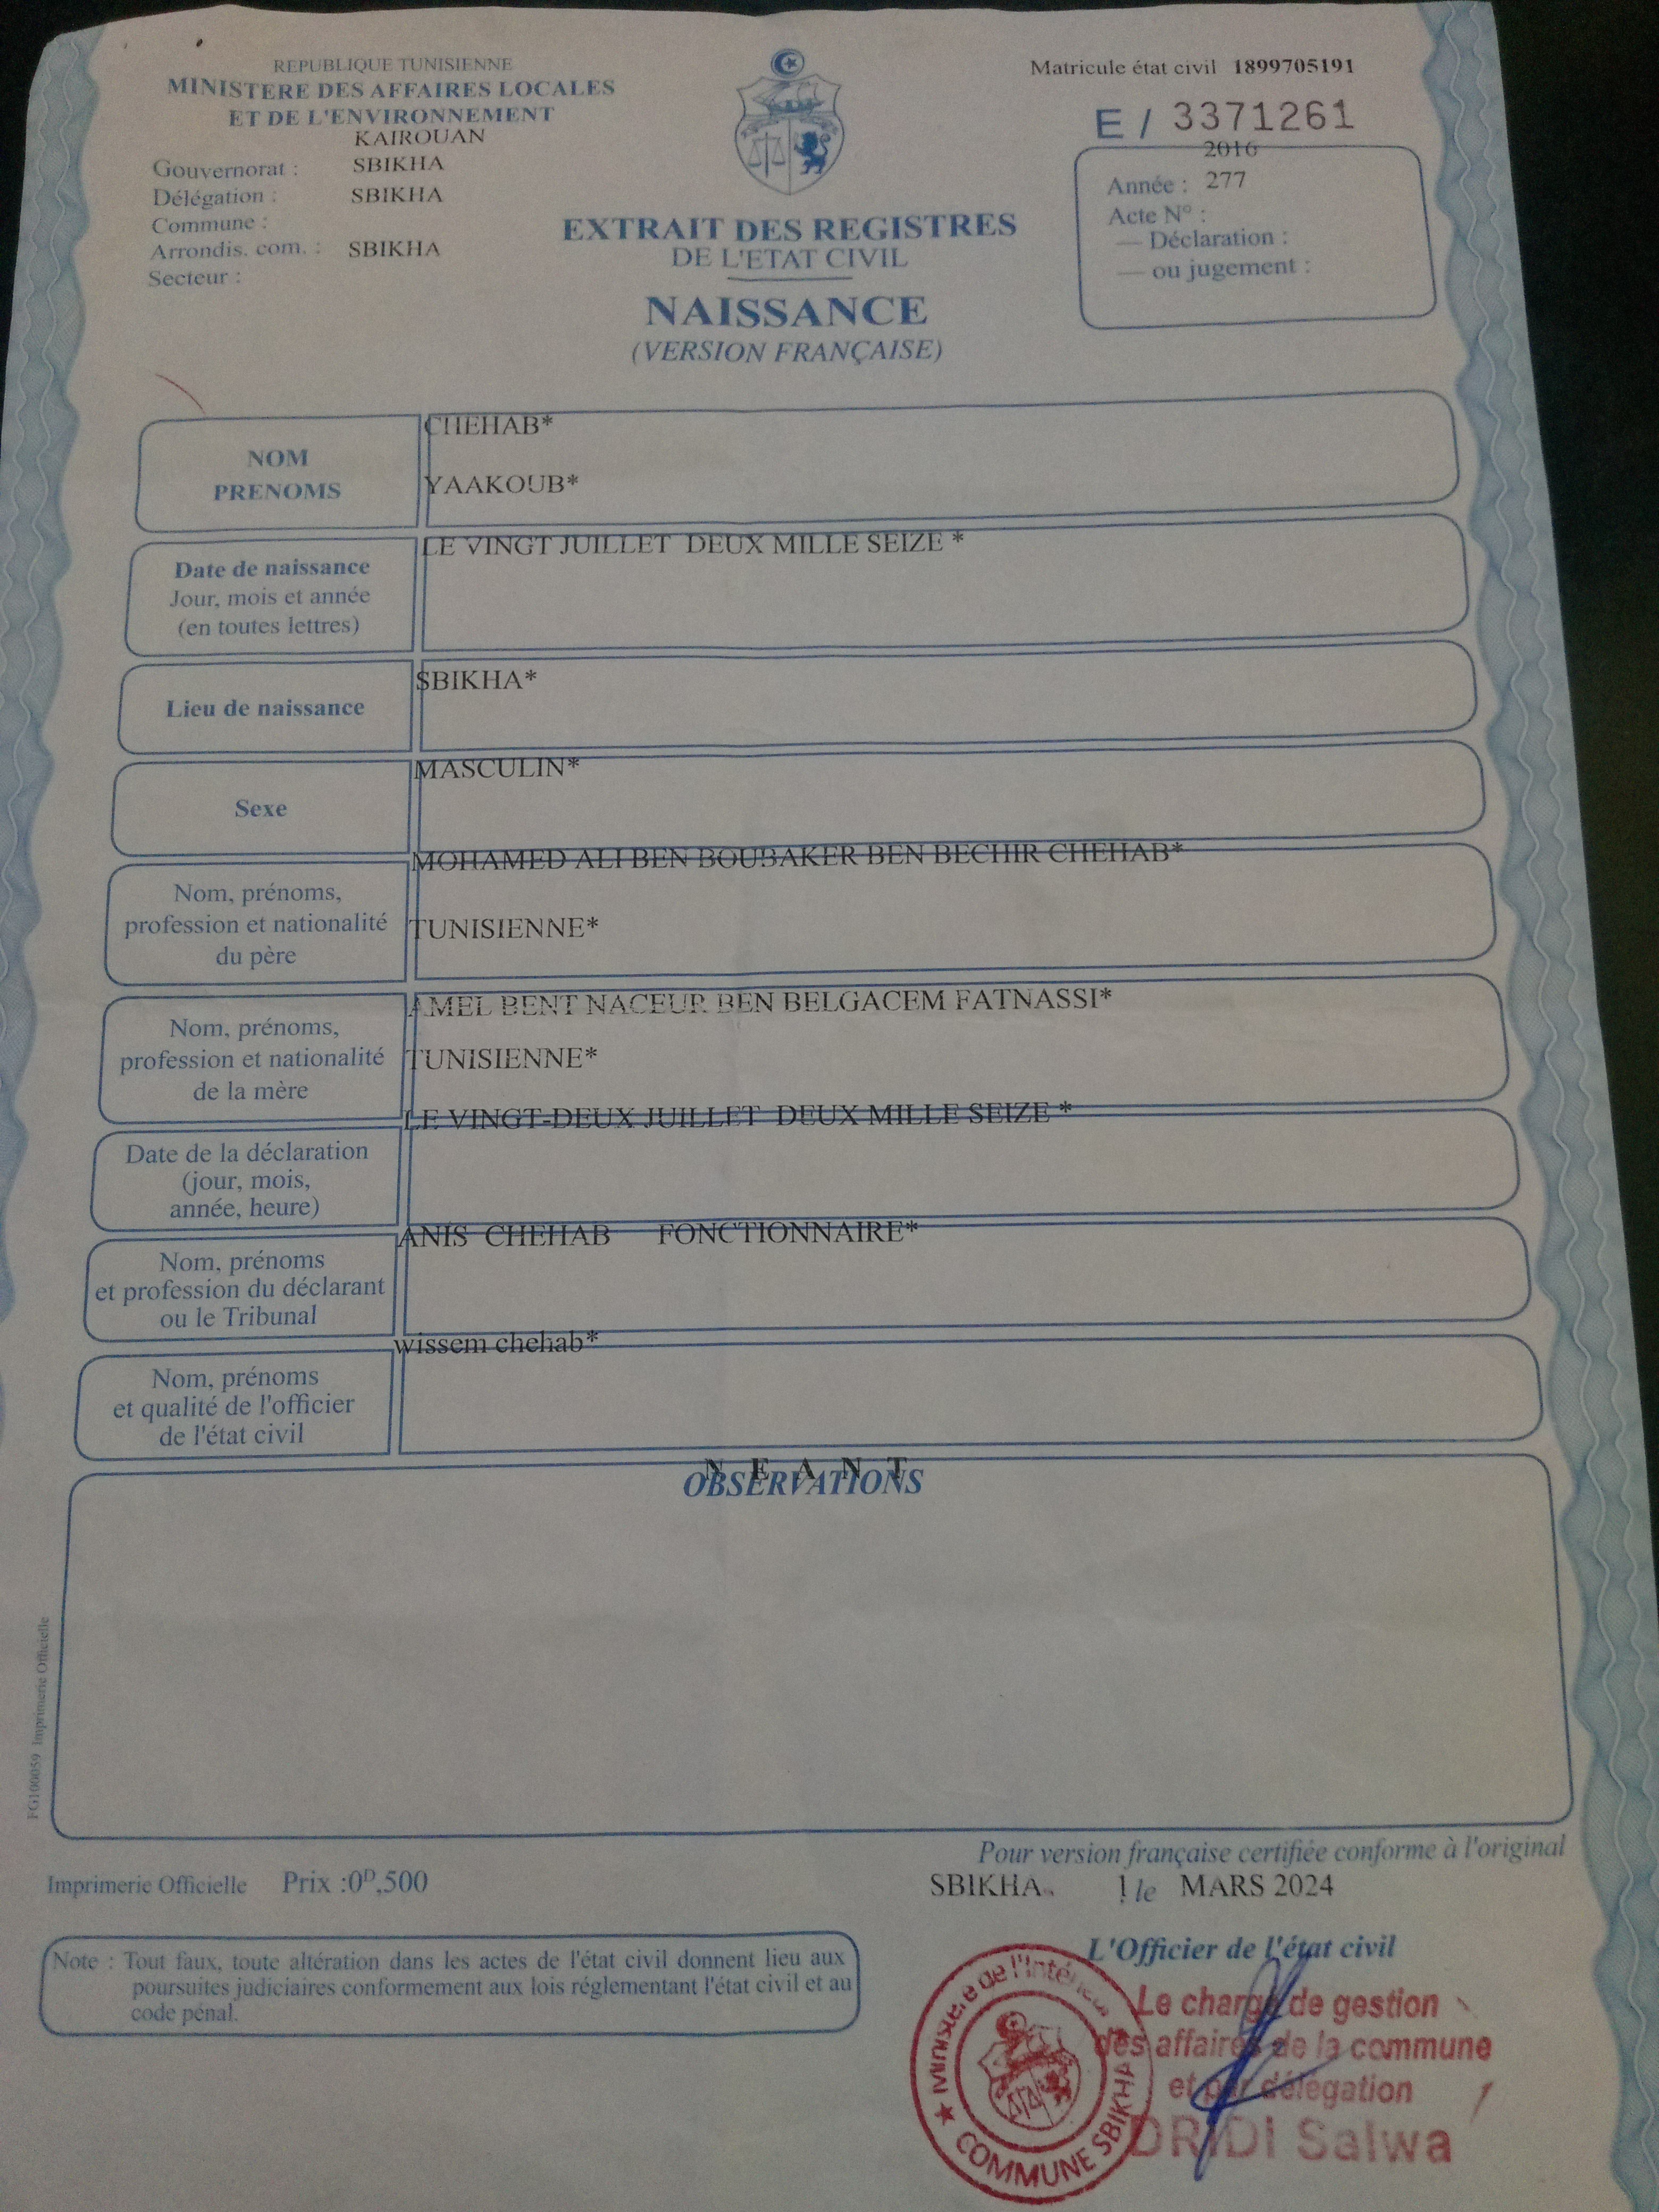 REPUBLIQUE TUNISIENNE
MINISTERE DES AFFAIRES LOCALES
ET DE L'ENVIRONNEMENT
KAIROUAN
Gouvernorat : SBIKHA
Délégation : SBIKHA
Commune :
Arrondis. com. : SBIKHA
Secteur :
Matricule état civil 1899705191
E / 3371261
2016
Année : 277
Acte N° :
— Déclaration :
— ou jugement :
EXTRAIT DES REGISTRES
DE L'ETAT CIVIL
NAISSANCE
(VERSION FRANÇAISE)
NOM
PRENOMS
CHEHAB*
YAAKOUB*
Date de naissance
Jour, mois et année
(en toutes lettres)
LE VINGT JUILLET DEUX MILLE SEIZE *
Lieu de naissance
SBIKHA*
Sexe
MASCULIN*
Nom, prénoms,
profession et nationalité
du père
MOHAMED ALI BEN BOUBAKER BEN BECHIR CHEHAB*
TUNISIENNE*
Nom, prénoms,
profession et nationalité
de la mère
AMEL BENT NACEUR BEN BELGACEM FATNASSI*
TUNISIENNE*
Date de la déclaration
(jour, mois,
année, heure)
LE VINGT-DEUX JUILLET DEUX MILLE SEIZE *
Nom, prénoms
et profession du déclarant
ou le Tribunal
ANIS CHEHAB FONCTIONNAIRE*
Nom, prénoms
et qualité de l'officier
de l'état civil
wissem chehab*
N E A N T
OBSERVATIONS
FG100059 Imprimerie Officielle
Pour version française certifiée conforme à l'original
Imprimerie Officielle Prix :0D,500
SBIKHA le MARS 2024
Note : Tout faux, toute altération dans les actes de l'état civil donnent lieu aux
poursuites judiciaires conformement aux lois réglementant l'état civil et au
code pénal.
L'Officier de l'état civil
Le chargé de gestion
des affaires de la commune
et par délégation
DRIDI Salwa
Ministère de l'Intérieur
COMMUNE SBIKHA